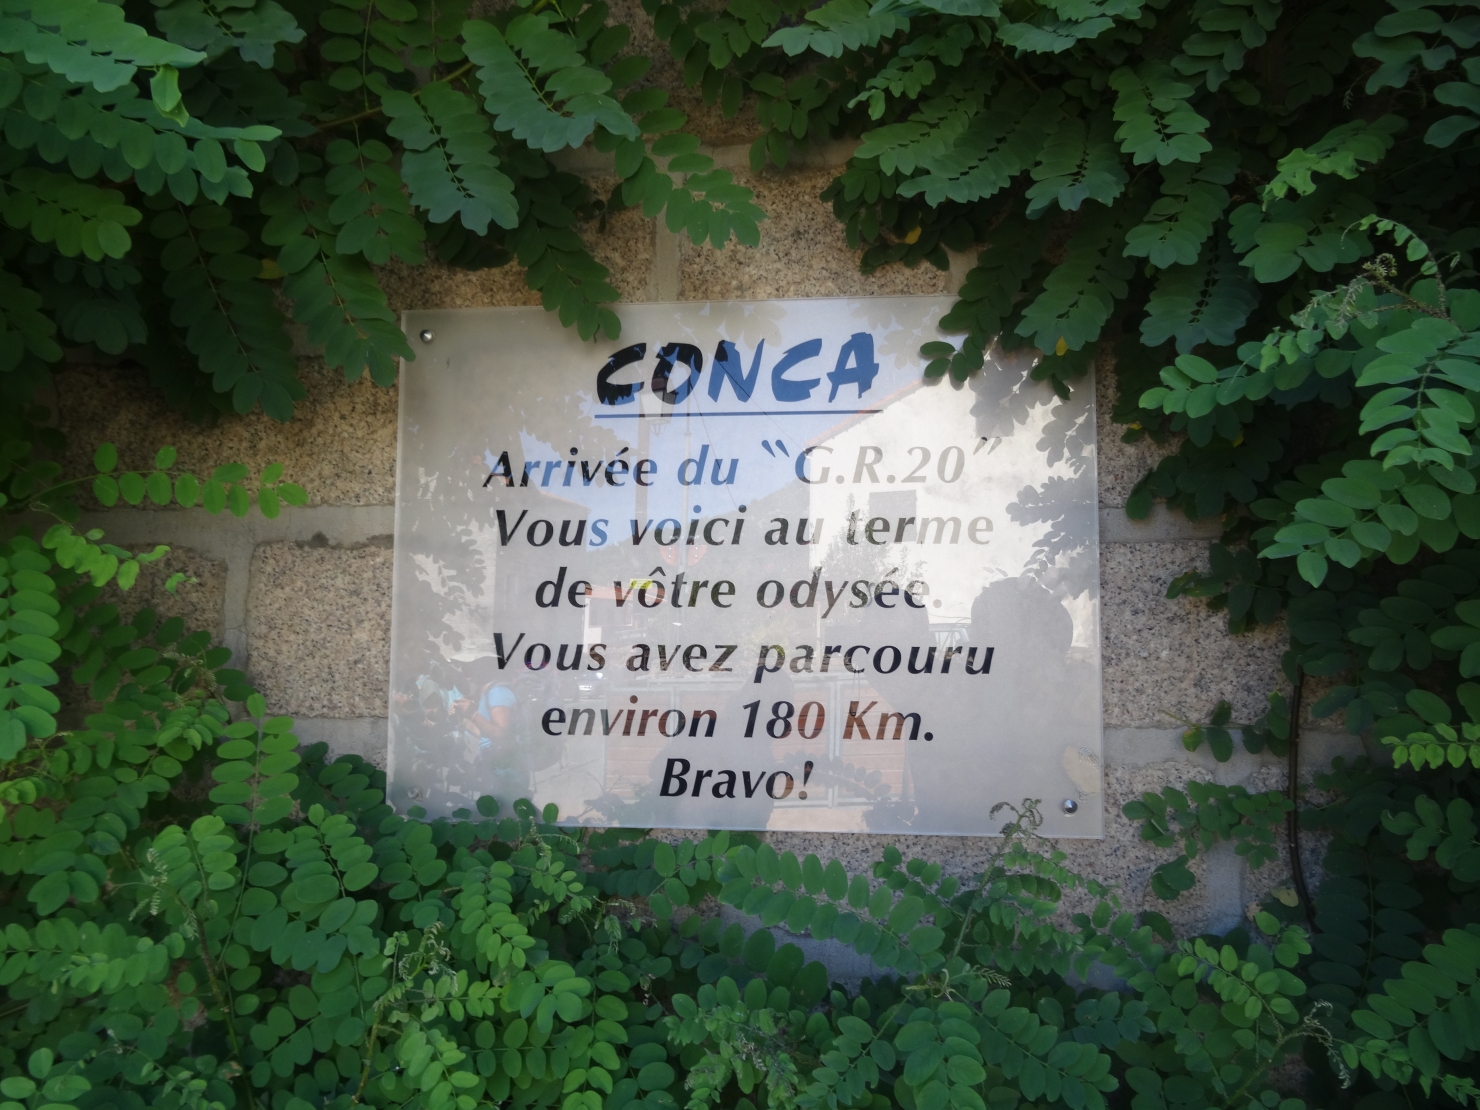 CONCA
Arrivée du "G.R.20"
Vous voici au terme
de vôtre odysée.
Vous avez parcouru
environ 180 Km.
Bravo!